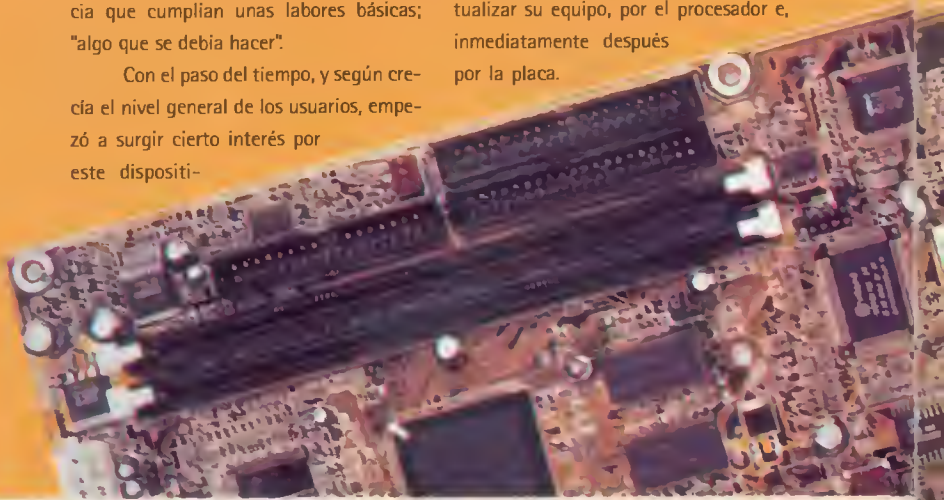 cia que cumplían unas labores básicas;
"algo que se debía hacer".
Con el paso del tiempo, y según cre-
cía el nivel general de los usuarios, empe-
zó a surgir cierto interés por
este dispositi-
tualizar su equipo, por el procesador e,
inmediatamente después
por la placa.